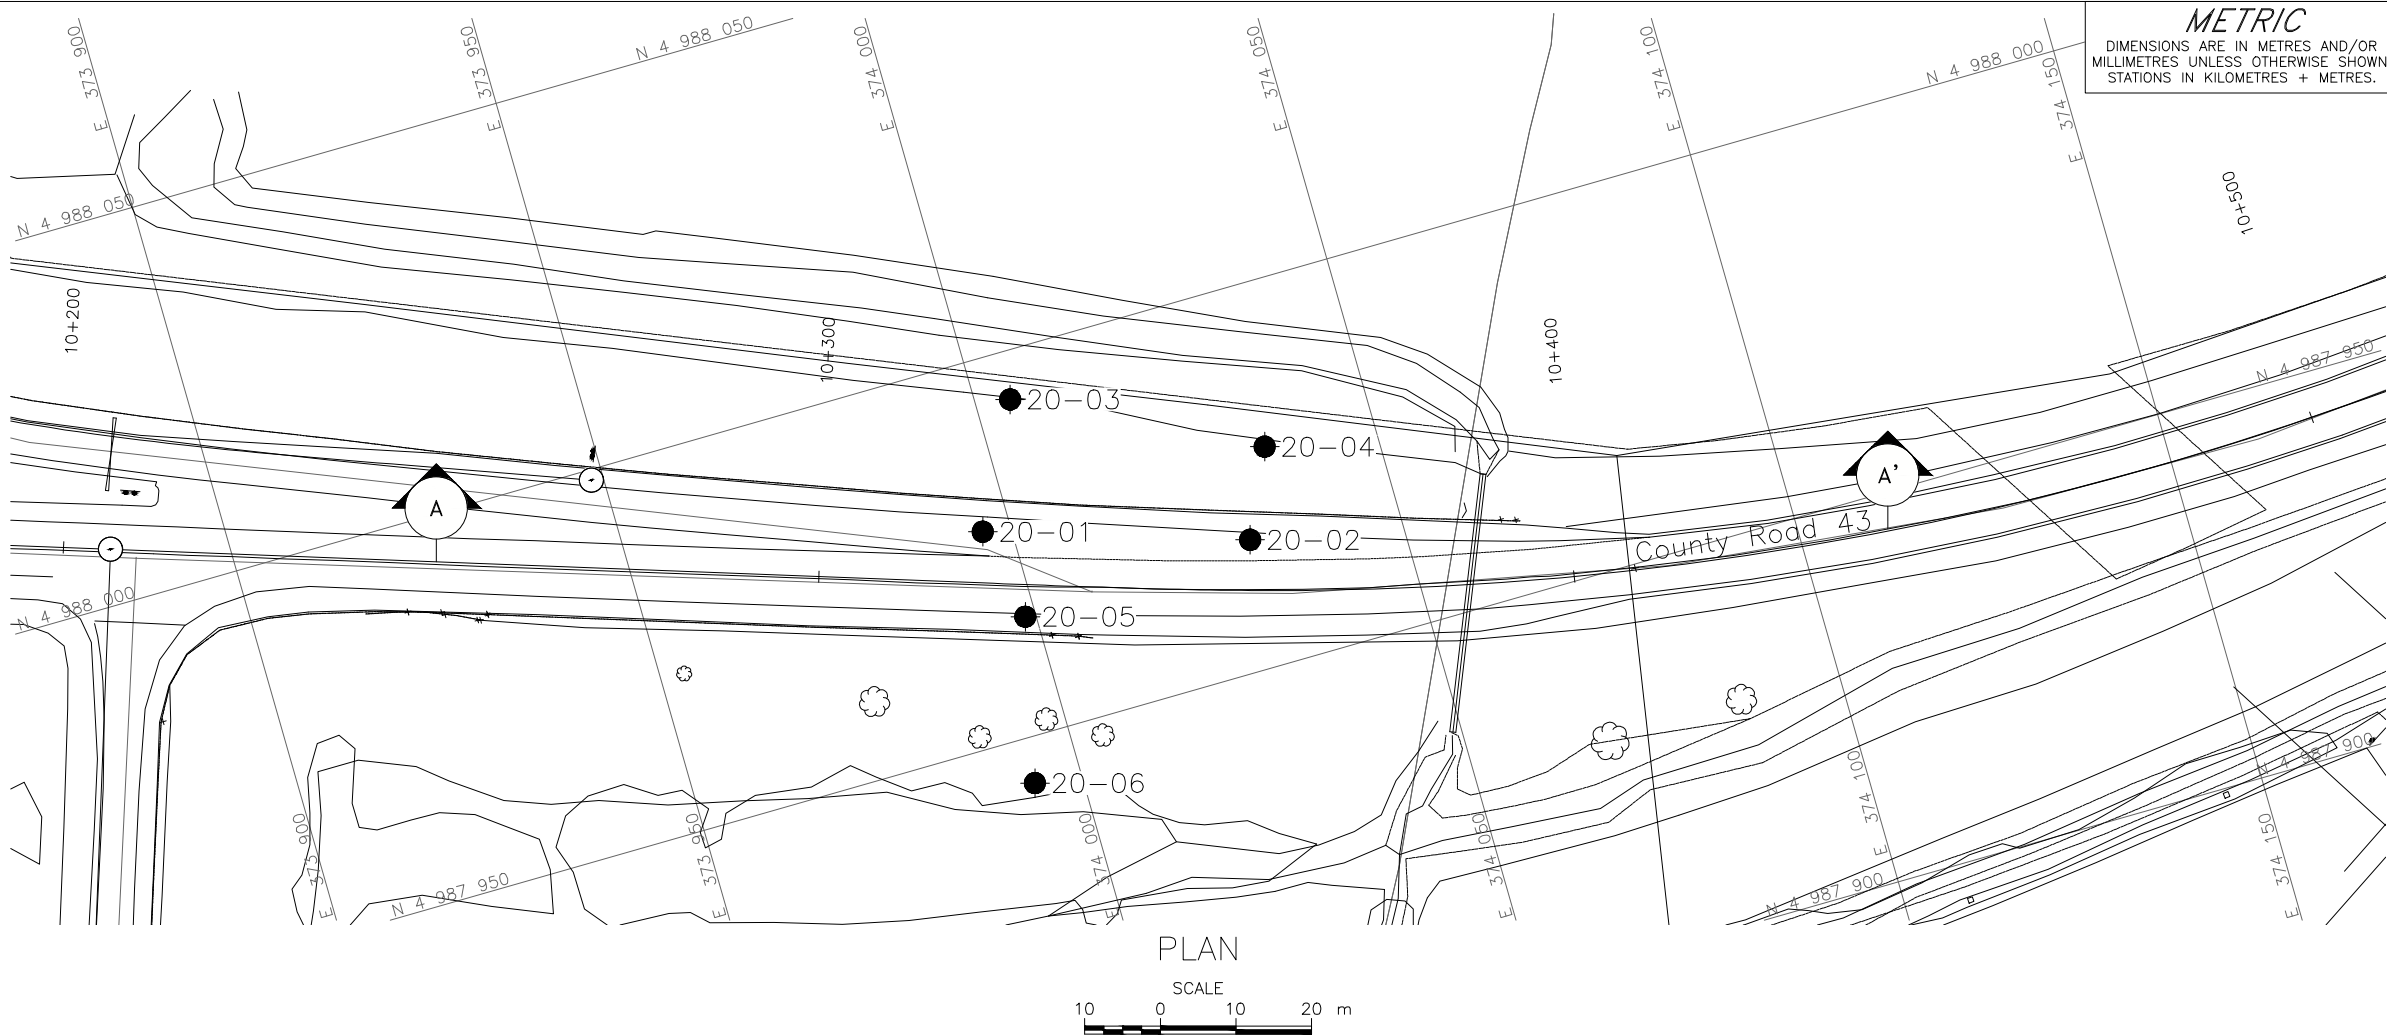 METRIC
DIMENSIONS ARE IN METRES AND/OR
MILLIMETRES UNLESS OTHERWISE SHOWN
STATIONS IN KILOMETRES + METRES.
E 373 900
E 373 950
N 4 988 050
E 374 000
E 374 050
E 374 100
N 4 988 000
E 374 150
N 4 988 050
10+500
10+200
10+300
10+400
N 4 987 950
20-03
20-04
A
A'
20-01
20-02
County Road 43
N 4 988 000
20-05
20-06
E 373 900
N 4 987 950
E 373 950
E 374 000
E 374 050
E 374 100
N 4 987 900
E 374 150
N 4 987 900
PLAN
SCALE
10 0 10 20 m